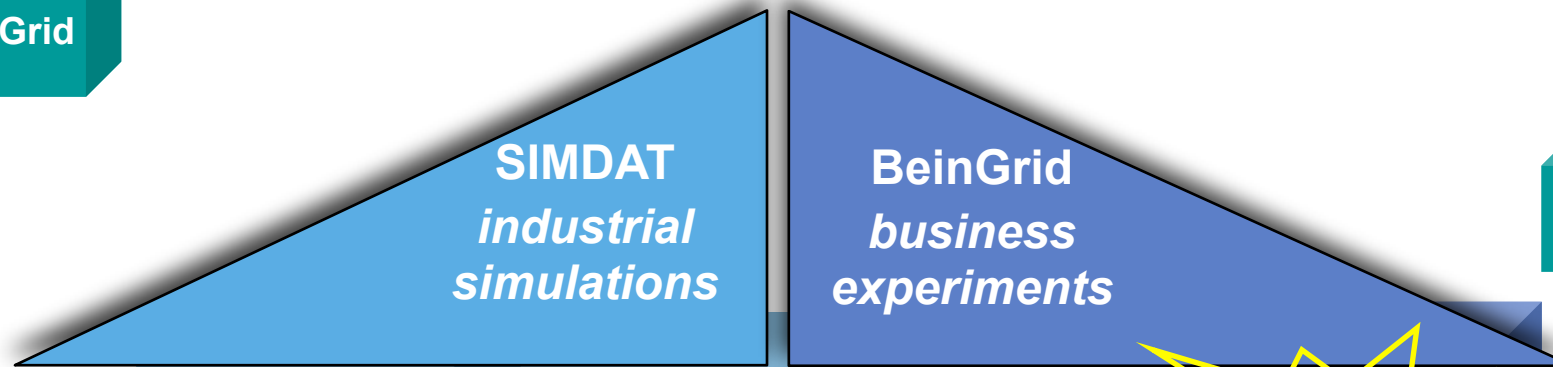 Grid
SIMDAT
industrial
simulations
BeinGrid
business
experiments